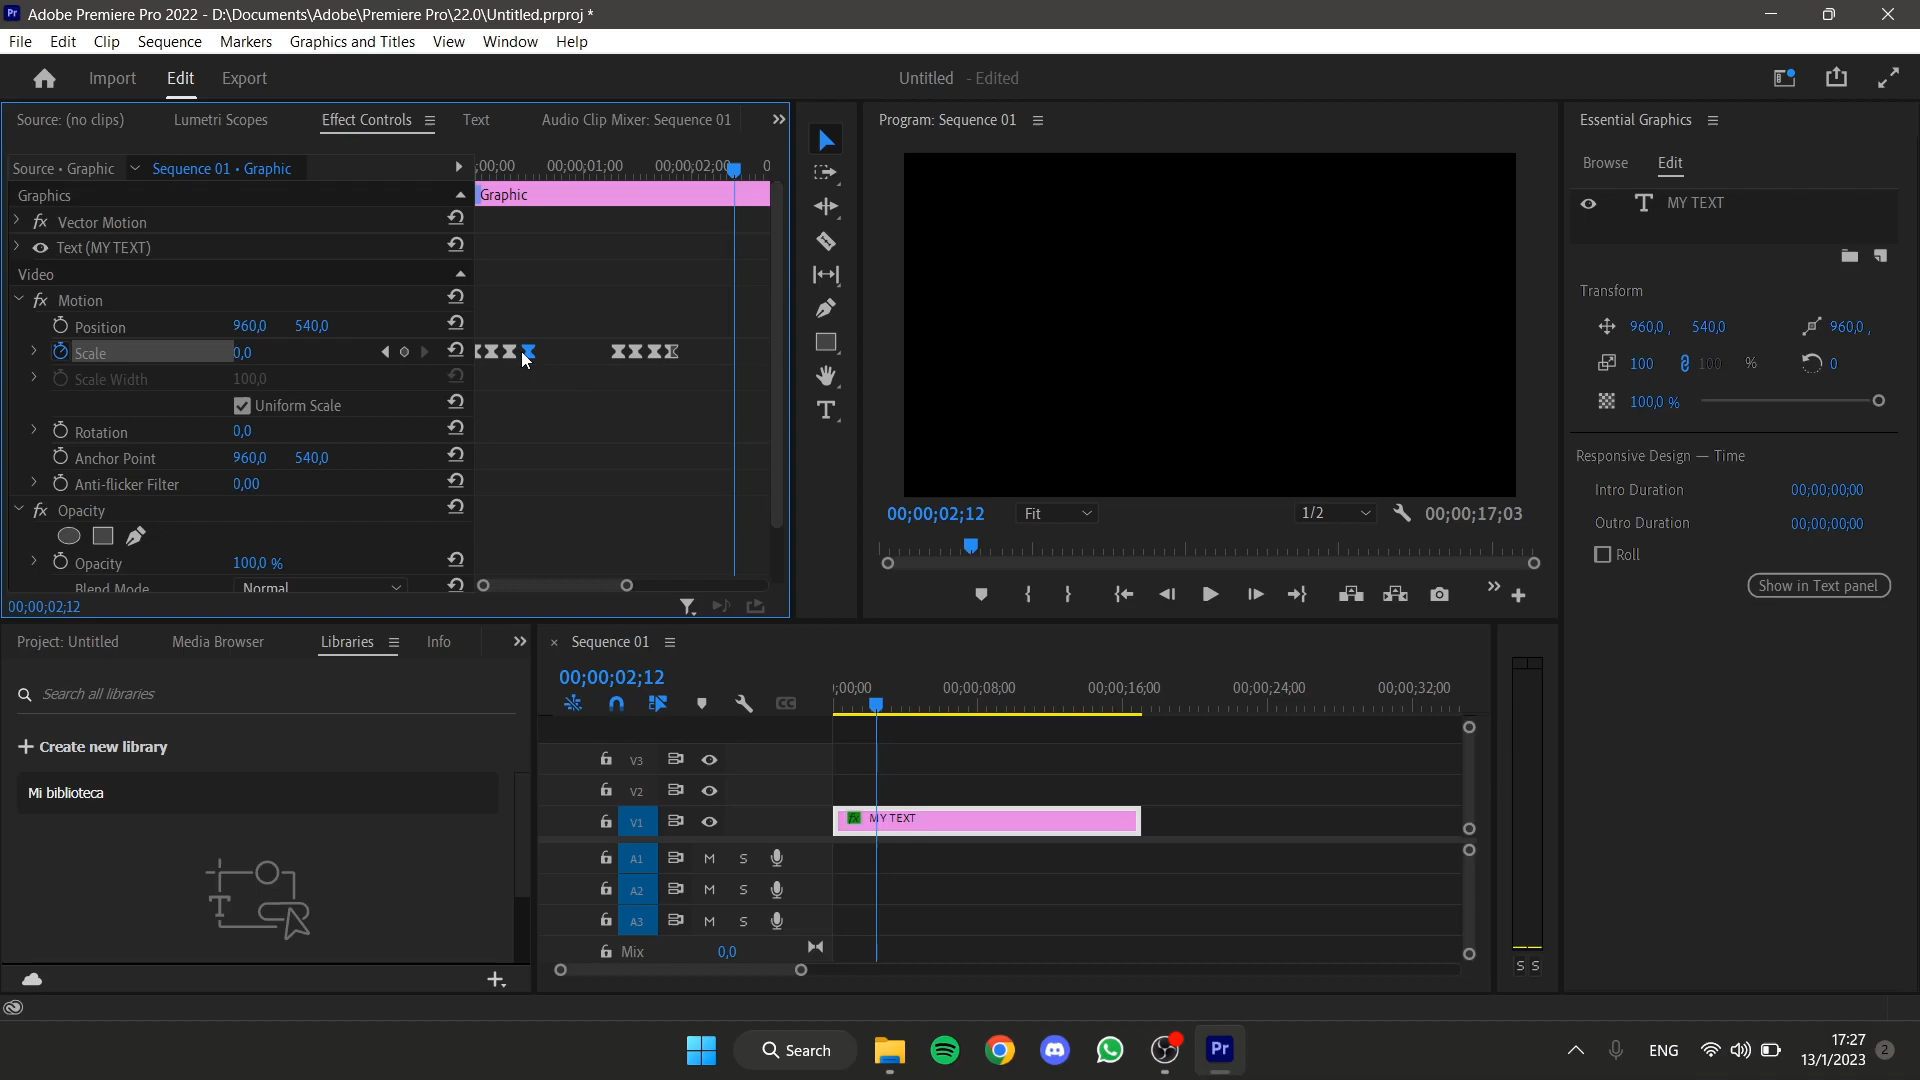 Pr Adobe Premiere Pro 2022 - D:\Documents\Adobe\Premiere Pro\22.0\Untitled.prproj *
File Edit Clip Sequence Markers Graphics and Titles View Window Help
Import Edit Export Untitled - Edited
Source: (no clips) Lumetri Scopes Effect Controls Text Audio Clip Mixer: Sequence 01
Program: Sequence 01
Essential Graphics
Source • Graphic Sequence 01 • Graphic ;00;00 00;00;01;00 00;00;02;00 0
Browse Edit
Graphics Graphic
fx Vector Motion
Text (MY TEXT)
T MY TEXT
Video
fx Motion
Position 960,0 540,0
Scale 0,0
Scale Width 100,0
Uniform Scale
Rotation 0,0
Anchor Point 960,0 540,0
Anti-flicker Filter 0,00
fx Opacity
Opacity 100,0 %
Blend Mode Normal
00;00;02;12
00;00;02;12 Fit 1/2 00;00;17;03
Transform
960,0 , 540,0 960,0 ,
100 100 % 0
100,0 %
Responsive Design — Time
Intro Duration 00;00;00;00
Outro Duration 00;00;00;00
Roll
Show in Text panel
Project: Untitled Media Browser Libraries Info
Search all libraries
+ Create new library
Mi biblioteca
× Sequence 01
00;00;02;12
;00;00 00;00;08;00 00;00;16;00 00;00;24;00 00;00;32;00
CC
V3
V2
V1 fx MY TEXT
A1 M S
A2 M S
A3 M S
Mix 0,0
S S
Search Pr ENG 17:27
13/1/2023 2